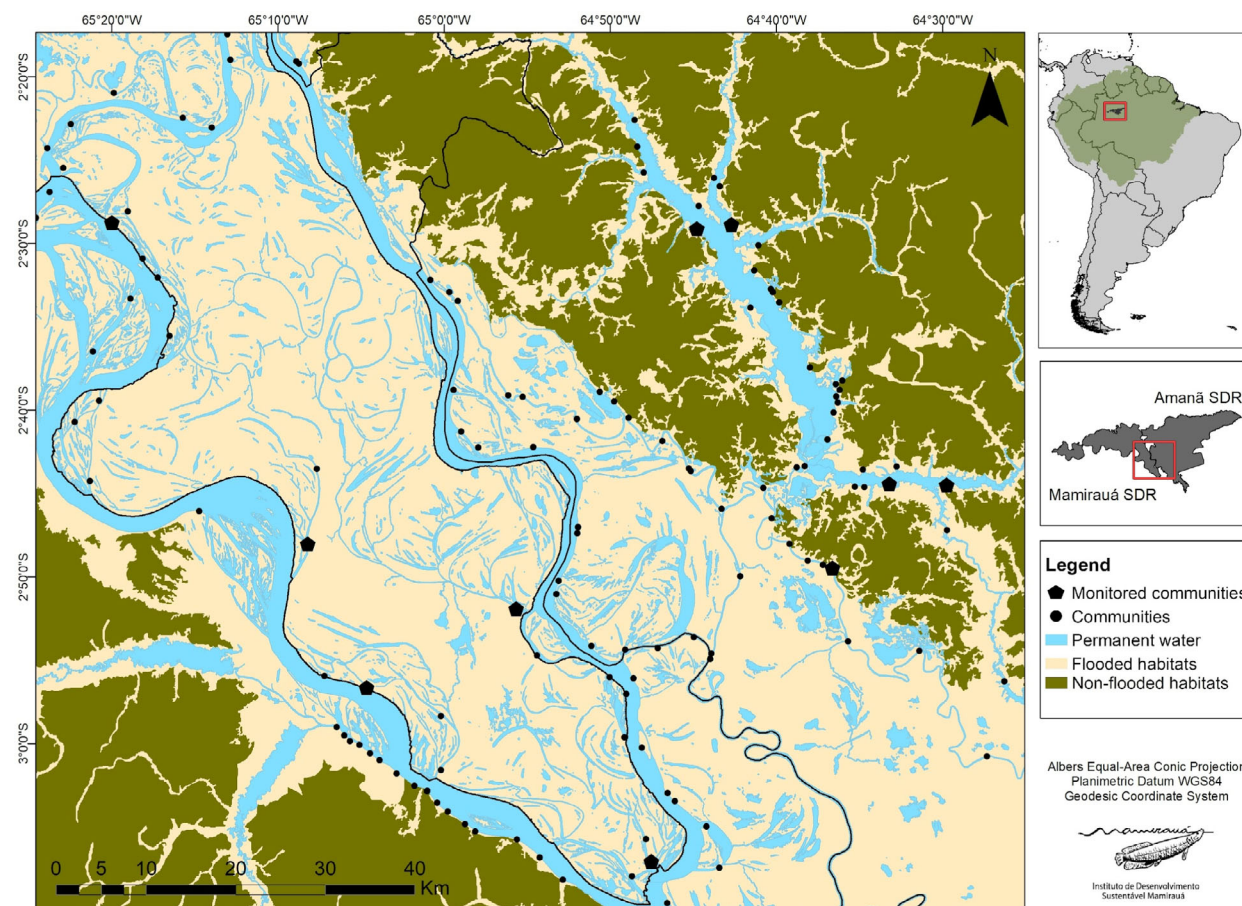 65°20'0"W 65°10'0"W 65°0'0"W 64°50'0"W 64°40'0"W 64°30'0"W
2°20'0"S
2°30'0"S
2°40'0"S
2°50'0"S
3°0'0"S
N
0 5 10 20 30 40
Km
Amanã SDR
Mamirauá SDR
Legend
Monitored communities
Communities
Permanent water
Flooded habitats
Non-flooded habitats
Albers Equal-Area Conic Projection
Planimetric Datum WGS84
Geodesic Coordinate System
Mamirauá
Instituto de Desenvolvimento
Sustentável Mamirauá